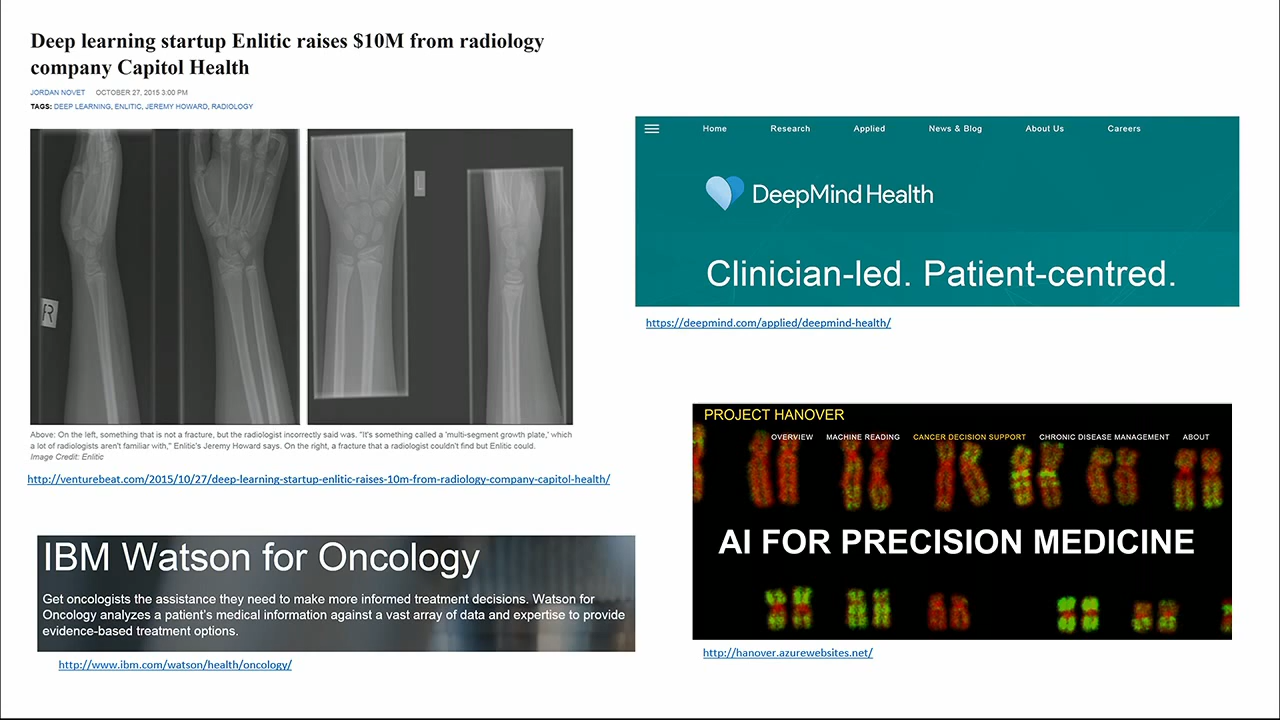 Deep learning startup Enlitic raises $10M from radiology
company Capitol Health
JORDAN NOVET OCTOBER 27, 2015 3:00 PM
TAGS: DEEP LEARNING, ENLITIC, JEREMY HOWARD, RADIOLOGY
R
L
Above: On the left, something that is not a fracture, but the radiologist incorrectly said was. "It's something called a 'multi-segment growth plate,' which
a lot of radiologists aren't familiar with," Enlitic's Jeremy Howard says. On the right, a fracture that a radiologist couldn't find but Enlitic could.
Image Credit: Enlitic
http://venturebeat.com/2015/10/27/deep-learning-startup-enlitic-raises-10m-from-radiology-company-capitol-health/
IBM Watson for Oncology
Get oncologists the assistance they need to make more informed treatment decisions. Watson for
Oncology analyzes a patient's medical information against a vast array of data and expertise to provide
evidence-based treatment options.
http://www.ibm.com/watson/health/oncology/
Home Research Applied News & Blog About Us Careers
DeepMind Health
Clinician-led. Patient-centred.
https://deepmind.com/applied/deepmind-health/
PROJECT HANOVER
OVERVIEW MACHINE READING CANCER DECISION SUPPORT CHRONIC DISEASE MANAGEMENT ABOUT
AI FOR PRECISION MEDICINE
http://hanover.azurewebsites.net/